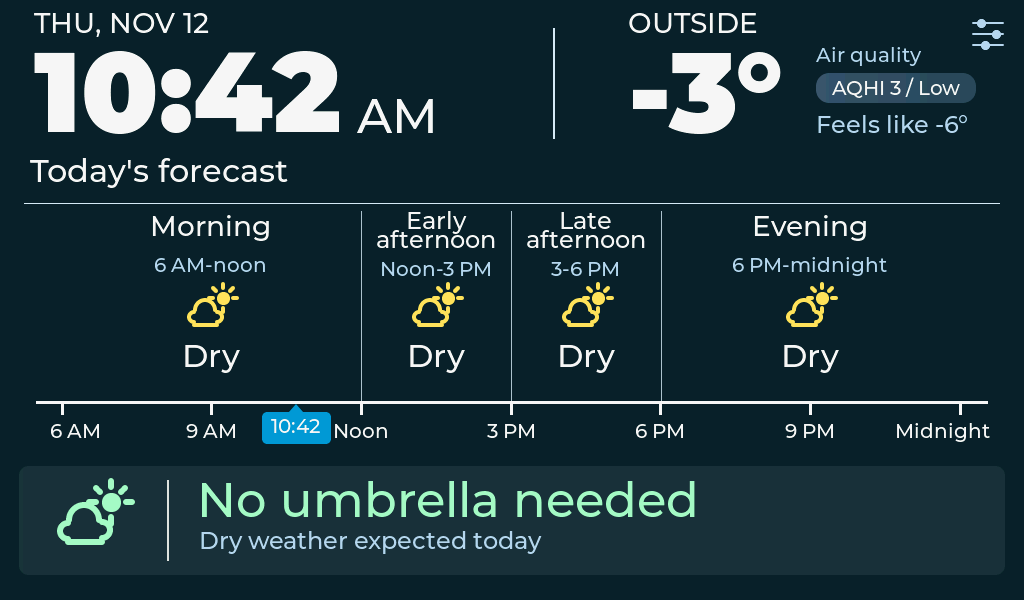 THU, NOV 12
10:42 AM
OUTSIDE
-3°
Air quality
AQHI 3 / Low
Feels like -6°
Today's forecast
Morning
6 AM-noon
Dry
Early
afternoon
Noon-3 PM
Dry
Late
afternoon
3-6 PM
Dry
Evening
6 PM-midnight
Dry
6 AM
9 AM
10:42
Noon
3 PM
6 PM
9 PM
Midnight
No umbrella needed
Dry weather expected today